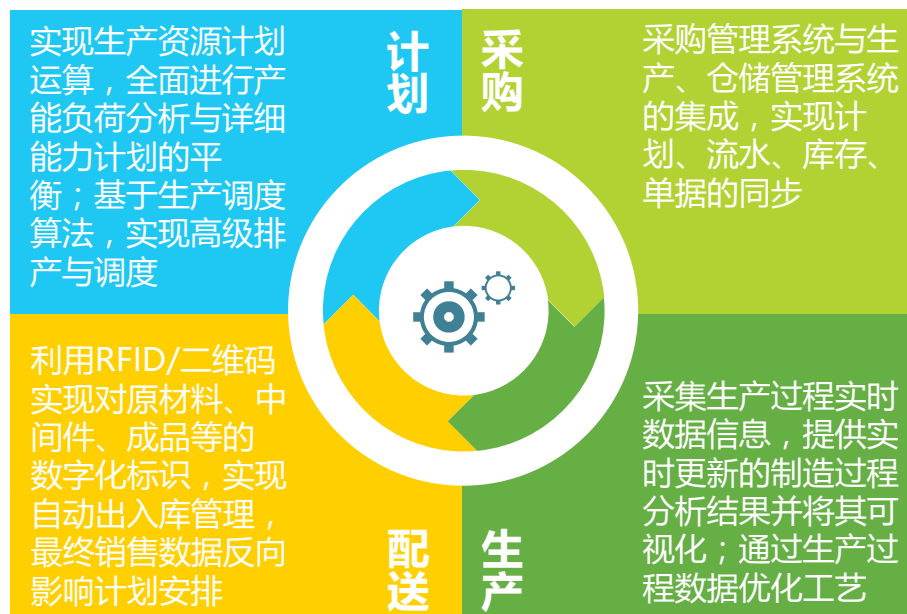 计划
实现生产资源计划
运算，全面进行产
能负荷分析与详细
能力计划的平
衡；基于生产调度
算法，实现高级排
产与调度
采购
采购管理系统与生
产、仓储管理系统
的集成，实现计
划、流水、库存、
单据的同步
配送
利用RFID/二维码
实现对原材料、中
间件、成品等的
数字化标识，实现
自动出入库管理，
最终销售数据反向
影响计划安排
生产
采集生产过程实时
数据信息，提供实
时更新的制造过程
分析结果并将其可
视化；通过生产过
程数据优化工艺